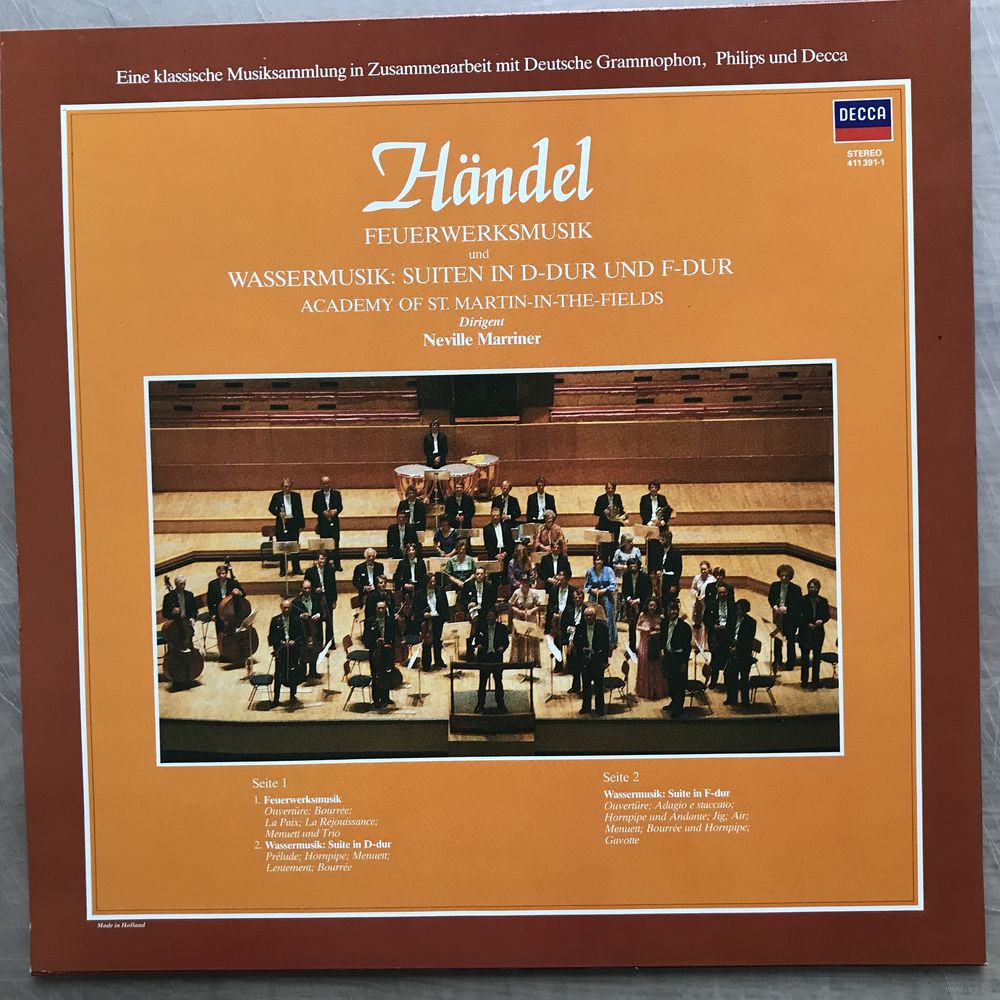 Eine klassische Musiksammlung in Zusammenarbeit mit Deutsche Grammophon, Philips und Decca
DECCA
STEREO
411 391-1
Händel
FEUERWERKSMUSIK
und
WASSERMUSIK: SUITEN IN D-DUR UND F-DUR
ACADEMY OF ST. MARTIN-IN-THE-FIELDS
Dirigent
Neville Marriner
Seite 1
1. Feuerwerksmusik
Ouvertüre; Bourrée;
La Paix; La Réjouissance;
Menuett und Trio
2. Wassermusik: Suite in D-dur
Prélude; Hornpipe; Menuett;
Lentement; Bourrée
Seite 2
Wassermusik: Suite in F-dur
Ouvertüre; Adagio e staccato;
Hornpipe und Andante; Jig; Air;
Menuett; Bourrée und Hornpipe;
Gavotte
Made in Holland